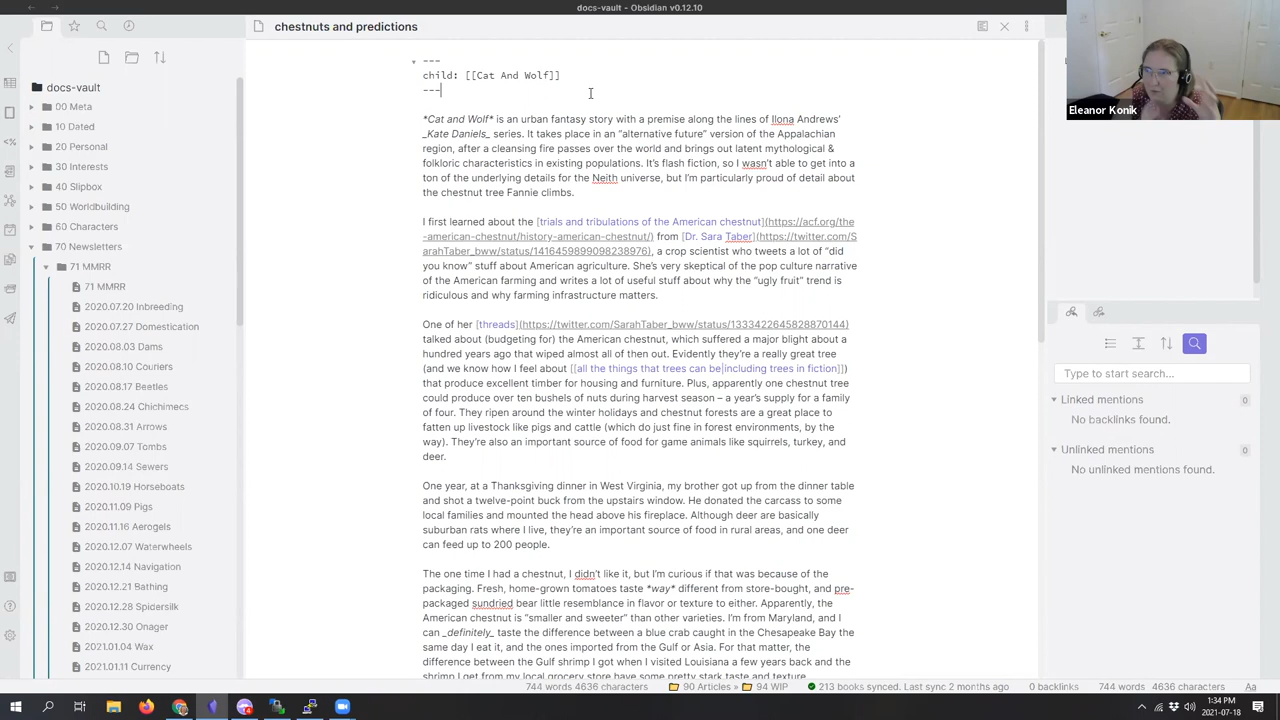 docs-vault - Obsidian v0.12.10
chestnuts and predictions
Eleanor Konik
docs-vault
00 Meta
10 Dated
20 Personal
30 Interests
40 Slipbox
50 Worldbuilding
60 Characters
70 Newsletters
71 MMRR
71 MMRR
2020.07.20 Inbreeding
2020.07.27 Domestication
2020.08.03 Dams
2020.08.10 Couriers
2020.08.17 Beetles
2020.08.24 Chichimecs
2020.08.31 Arrows
2020.09.07 Tombs
2020.09.14 Sewers
2020.10.19 Horseboats
2020.11.09 Pigs
2020.11.16 Aerogels
2020.12.07 Waterwheels
2020.12.14 Navigation
2020.12.21 Bathing
2020.12.28 Spidersilk
2020.12.30 Onager
2021.01.04 Wax
2021.01.11 Currency
---
child: [[Cat And Wolf]]
---
*Cat and Wolf* is an urban fantasy story with a premise along the lines of Ilona Andrews’
_Kate Daniels_ series. It takes place in an “alternative future” version of the Appalachian
region, after a cleansing fire passes over the world and brings out latent mythological &
folkloric characteristics in existing populations. It’s flash fiction, so I wasn’t able to get into a
ton of the underlying details for the Neith universe, but I’m particularly proud of detail about
the chestnut tree Fannie climbs.
I first learned about the [trials and tribulations of the American chestnut](https://acf.org/the
-american-chestnut/history-american-chestnut/) from [Dr. Sara Taber](https://twitter.com/S
arahTaber_bww/status/1416459899098238976), a crop scientist who tweets a lot of “did
you know” stuff about American agriculture. She’s very skeptical of the pop culture narrative
of the American farming and writes a lot of useful stuff about why the “ugly fruit” trend is
ridiculous and why farming infrastructure matters.
One of her [threads](https://twitter.com/SarahTaber_bww/status/1333422645828870144)
talked about (budgeting for) the American chestnut, which suffered a major blight about a
hundred years ago that wiped almost all of then out. Evidently they’re a really great tree
(and we know how I feel about [[all the things that trees can be|including trees in fiction]])
that produce excellent timber for housing and furniture. Plus, apparently one chestnut tree
could produce over ten bushels of nuts during harvest season – a year’s supply for a family
of four. They ripen around the winter holidays and chestnut forests are a great place to
fatten up livestock like pigs and cattle (which do just fine in forest environments, by the
way). They’re also an important source of food for game animals like squirrels, turkey, and
deer.
One year, at a Thanksgiving dinner in West Virginia, my brother got up from the dinner table
and shot a twelve-point buck from the upstairs window. He donated the carcass to some
local families and mounted the head above his fireplace. Although deer are basically
suburban rats where I live, they’re an important source of food in rural areas, and one deer
can feed up to 200 people.
The one time I had a chestnut, I didn’t like it, but I’m curious if that was because of the
packaging. Fresh, home-grown tomatoes taste *way* different from store-bought, and pre-
packaged sundried bear little resemblance in flavor or texture to either. Apparently, the
American chestnut is “smaller and sweeter” than other varieties. I’m from Maryland, and I
can _definitely_ taste the difference between a blue crab caught in the Chesapeake Bay the
same day I eat it, and the ones imported from the Gulf or Asia. For that matter, the
difference between the Gulf shrimp I got when I visited Louisiana a few years back and the
shrimp I get from my local grocery store have some pretty stark taste and texture
Type to start search...
Linked mentions 0
No backlinks found.
Unlinked mentions 0
No unlinked mentions found.
744 words 4636 characters 90 Articles » 94 WIP 213 books synced. Last sync 2 months ago 0 backlinks 744 words 4636 characters Aa
1:34 PM
2021-07-18